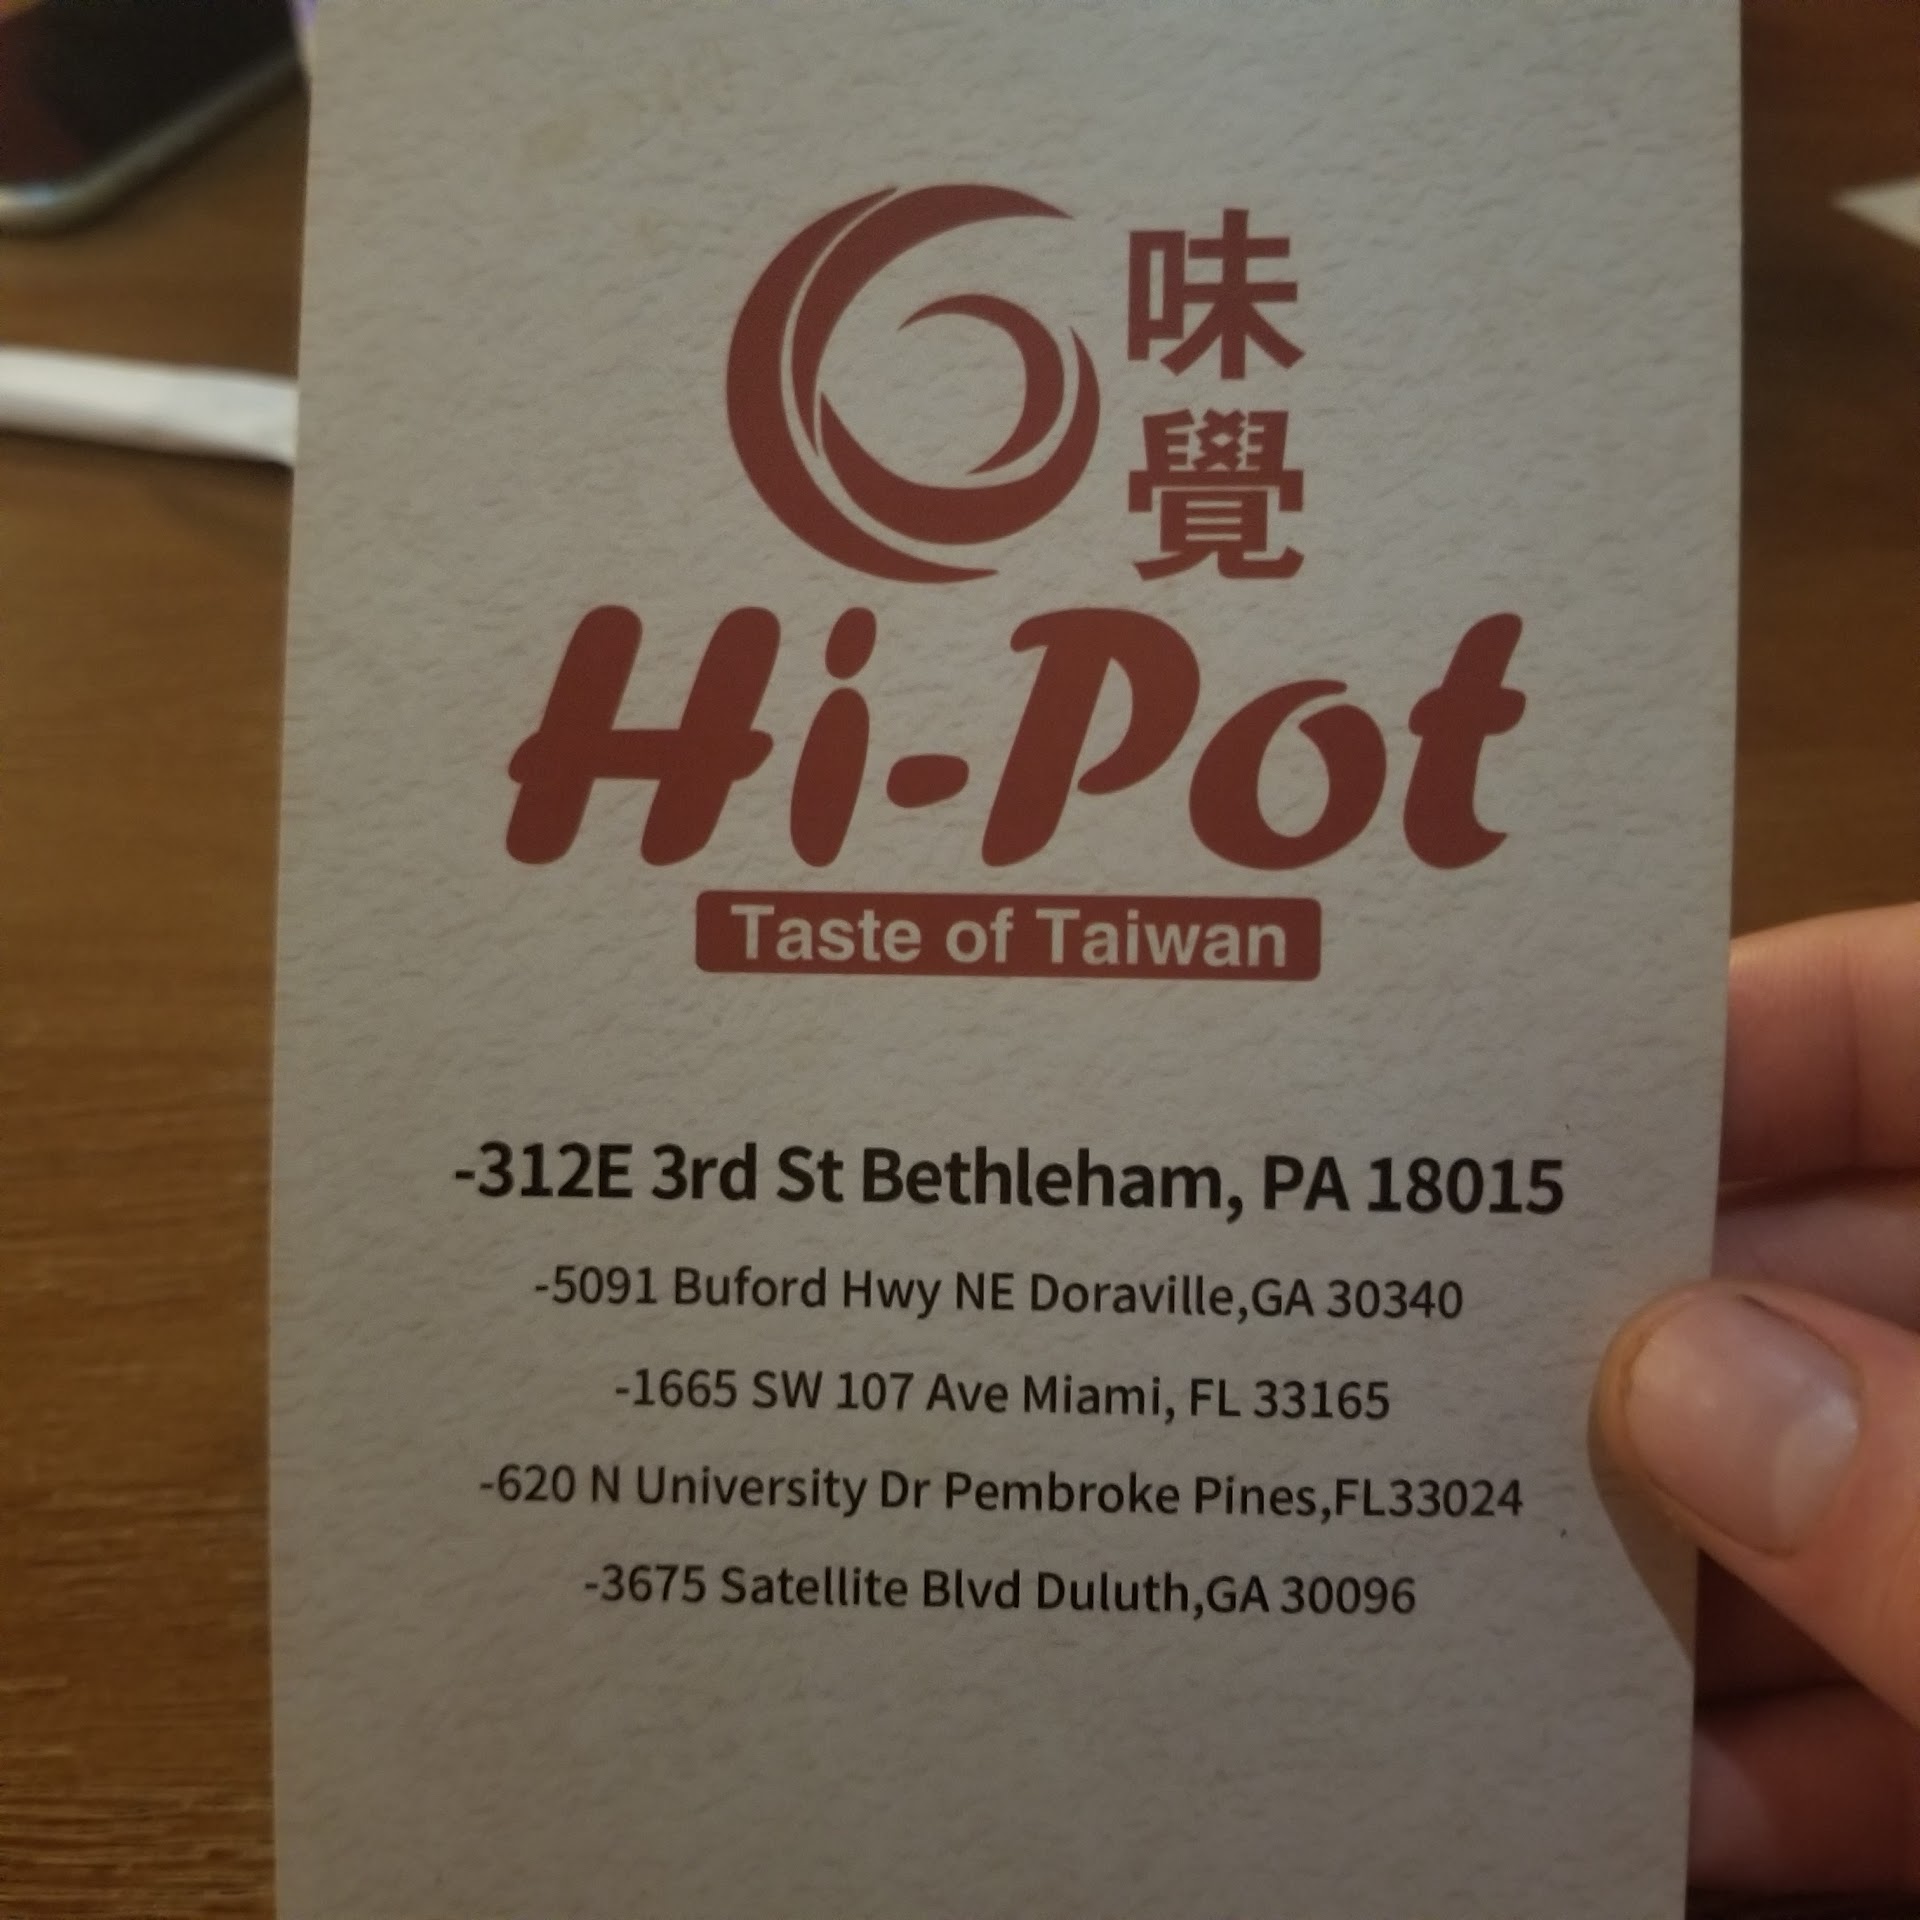 味
覺
Hi-Pot
Taste of Taiwan
-312E 3rd St Bethleham, PA 18015
-5091 Buford Hwy NE Doraville,GA 30340
-1665 SW 107 Ave Miami, FL 33165
-620 N University Dr Pembroke Pines,FL33024
-3675 Satellite Blvd Duluth,GA 30096